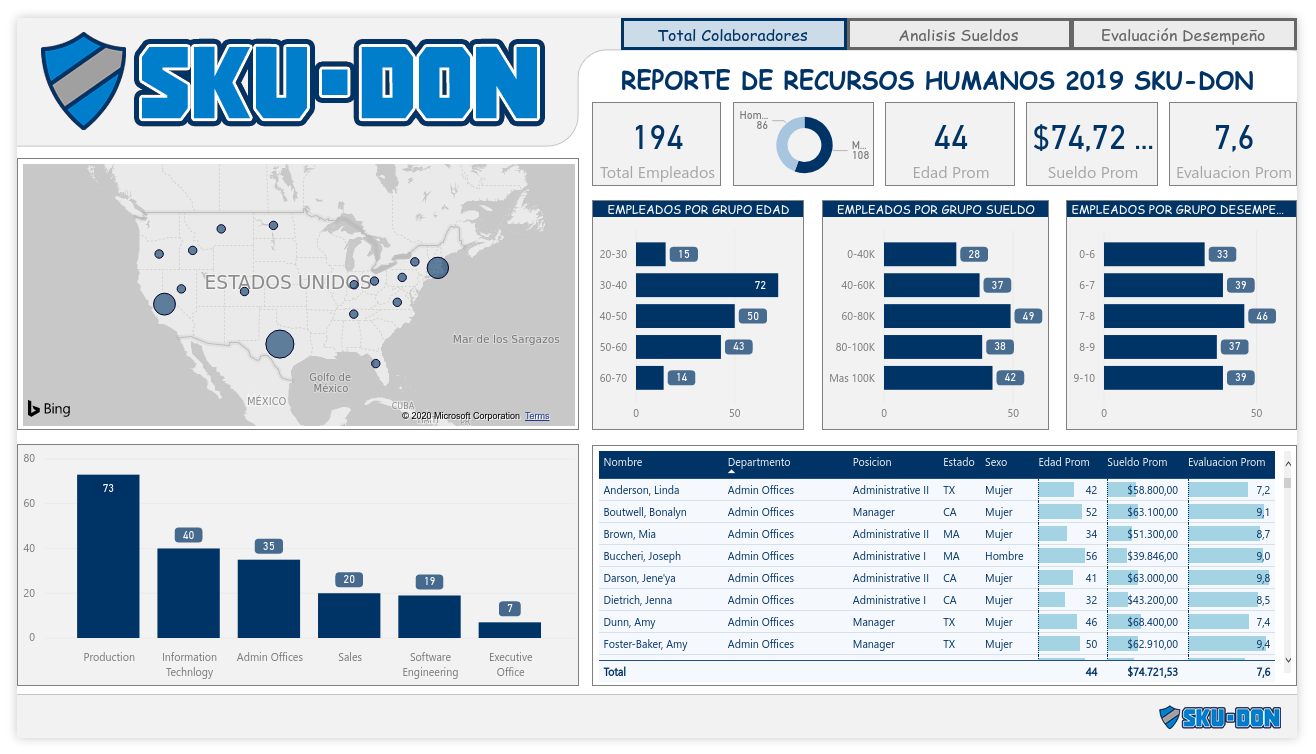 SKU-DON
Total Colaboradores
Analisis Sueldos
Evaluación Desempeño
REPORTE DE RECURSOS HUMANOS 2019 SKU-DON
194
Total Empleados
Hom...
86
M...
108
44
Edad Prom
$74,72 ...
Sueldo Prom
7,6
Evaluacion Prom
ESTADOS UNIDOS
Mar de los Sargazos
Golfo de
México
MÉXICO
CUBA
Bing
© 2020 Microsoft Corporation Terms
EMPLEADOS POR GRUPO EDAD
20-30 15
30-40 72
40-50 50
50-60 43
60-70 14
0 50
EMPLEADOS POR GRUPO SUELDO
0-40K 28
40-60K 37
60-80K 49
80-100K 38
Mas 100K 42
0 50
EMPLEADOS POR GRUPO DESEMPE...
0-6 33
6-7 39
7-8 46
8-9 37
9-10 39
0 50
80
60
40
20
0
73
40
35
20
19
7
Production
Information
Technlogy
Admin Offices
Sales
Software
Engineering
Executive
Office
Nombre Departmento Posicion Estado Sexo Edad Prom Sueldo Prom Evaluacion Prom
Anderson, Linda Admin Offices Administrative II TX Mujer 42 $58.800,00 7,2
Boutwell, Bonalyn Admin Offices Manager CA Mujer 52 $63.100,00 9,1
Brown, Mia Admin Offices Administrative II MA Mujer 34 $51.300,00 8,7
Buccheri, Joseph Admin Offices Administrative I MA Hombre 56 $39.846,00 9,0
Darson, Jene'ya Admin Offices Administrative II CA Mujer 41 $63.000,00 9,8
Dietrich, Jenna Admin Offices Administrative I CA Mujer 32 $43.200,00 8,5
Dunn, Amy Admin Offices Manager TX Mujer 46 $68.400,00 7,4
Foster-Baker, Amy Admin Offices Manager TX Mujer 50 $62.910,00 9,4
Total 44 $74.721,53 7,6
SKU-DON